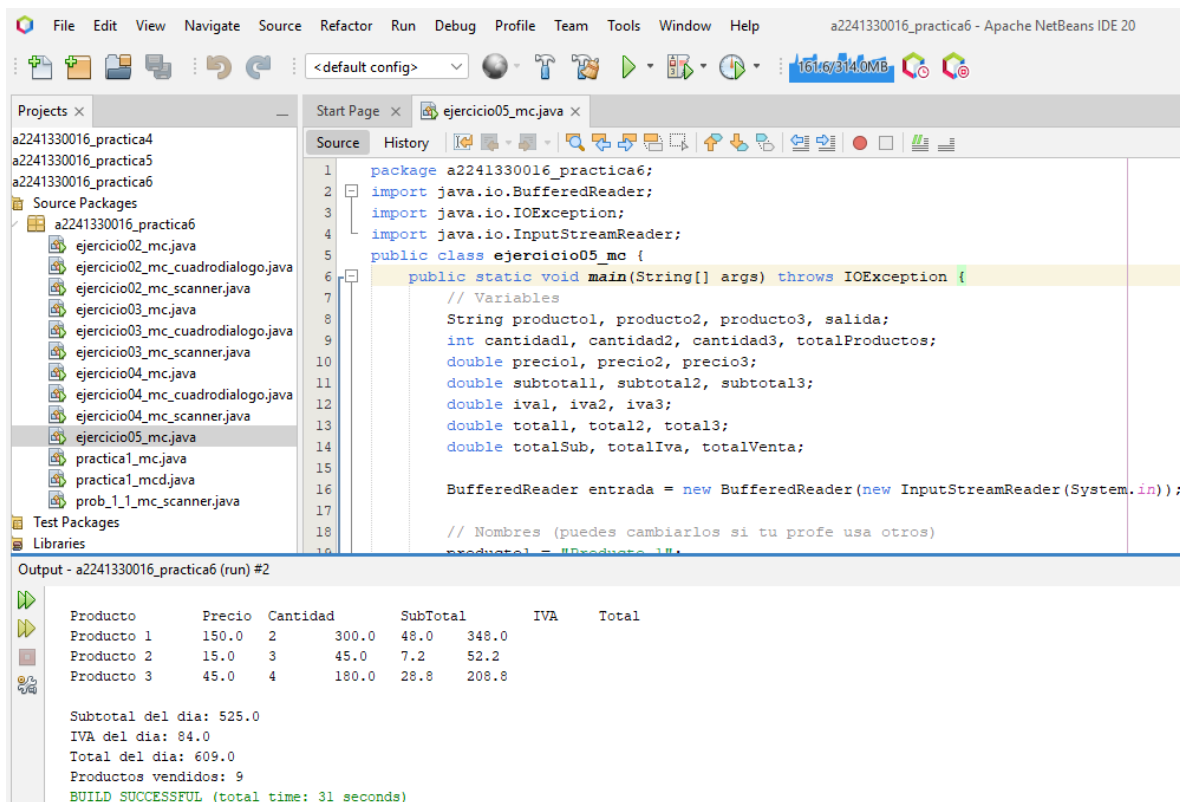 File Edit View Navigate Source Refactor Run Debug Profile Team Tools Window Help a2241330016_practica6 - Apache NetBeans IDE 20
<default config> 161.6/314.0MB
Projects
a2241330016_practica4
a2241330016_practica5
a2241330016_practica6
Source Packages
a2241330016_practica6
ejercicio02_mc.java
ejercicio02_mc_cuadrodialogo.java
ejercicio02_mc_scanner.java
ejercicio03_mc.java
ejercicio03_mc_cuadrodialogo.java
ejercicio03_mc_scanner.java
ejercicio04_mc.java
ejercicio04_mc_cuadrodialogo.java
ejercicio04_mc_scanner.java
ejercicio05_mc.java
practica1_mc.java
practica1_mcd.java
prob_1_1_mc_scanner.java
Test Packages
Libraries
Start Page ejercicio05_mc.java
Source History
1 package a2241330016_practica6;
2 import java.io.BufferedReader;
3 import java.io.IOException;
4 import java.io.InputStreamReader;
5 public class ejercicio05_mc {
6 public static void main(String[] args) throws IOException {
7 // Variables
8 String producto1, producto2, producto3, salida;
9 int cantidad1, cantidad2, cantidad3, totalProductos;
10 double precio1, precio2, precio3;
11 double subtotal1, subtotal2, subtotal3;
12 double iva1, iva2, iva3;
13 double total1, total2, total3;
14 double totalSub, totalIva, totalVenta;
15
16 BufferedReader entrada = new BufferedReader(new InputStreamReader(System.in));
17
18 // Nombres (puedes cambiarlos si tu profe usa otros)
19 producto1 = "Producto 1";
Output - a2241330016_practica6 (run) #2
Producto Precio Cantidad SubTotal IVA Total
Producto 1 150.0 2 300.0 48.0 348.0
Producto 2 15.0 3 45.0 7.2 52.2
Producto 3 45.0 4 180.0 28.8 208.8
Subtotal del dia: 525.0
IVA del dia: 84.0
Total del dia: 609.0
Productos vendidos: 9
BUILD SUCCESSFUL (total time: 31 seconds)